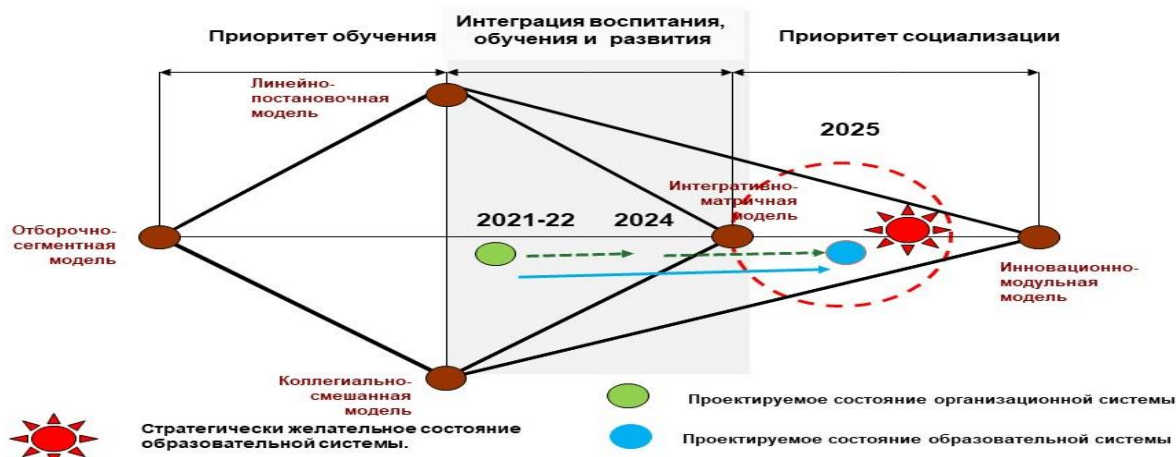 Приоритет обучения
Интеграция воспитания,
обучения и развития
Приоритет социализации
Линейно-
постановочная
модель
2025
Интегративно-
матричная
модель
2021-22
2024
Отборочно-
сегментная
модель
Инновационно-
модульная
модель
Коллегиально-
смешанная
модель
Проектируемое состояние организационной системы
Стратегически желательное состояние
образовательной системы.
Проектируемое состояние образовательной системы